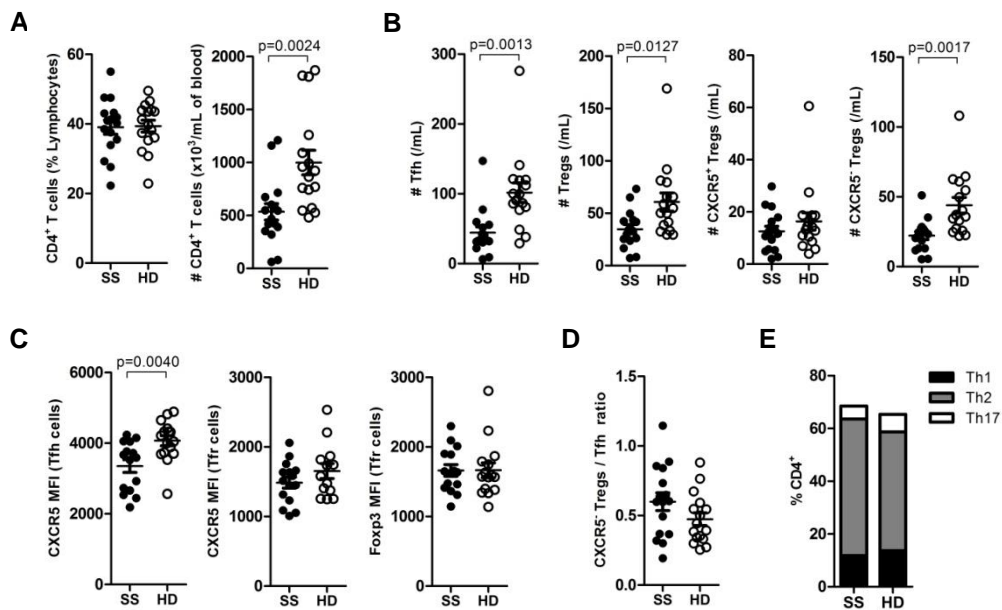 A
CD4⁺ T cells (% Lymphocytes)
60
40
20
0
SS HD
# CD4⁺ T cells (x10³/mL of blood)
p=0.0024
2000
1500
1000
500
0
SS HD
B
# Tfh (/mL)
p=0.0013
300
200
100
0
SS HD
# Tregs (/mL)
p=0.0127
200
150
100
50
0
SS HD
# CXCR5⁺ Tregs (/mL)
80
60
40
20
0
SS HD
# CXCR5⁻ Tregs (/mL)
p=0.0017
150
100
50
0
SS HD
C
CXCR5 MFI (Tfh cells)
p=0.0040
6000
4000
2000
0
SS HD
CXCR5 MFI (Tfr cells)
3000
2000
1000
0
SS HD
Foxp3 MFI (Tfr cells)
3000
2000
1000
0
SS HD
D
CXCR5⁻ Tregs / Tfh ratio
1.5
1.0
0.5
0.0
SS HD
E
% CD4⁺
80
60
40
20
0
SS HD
Th1
Th2
Th17